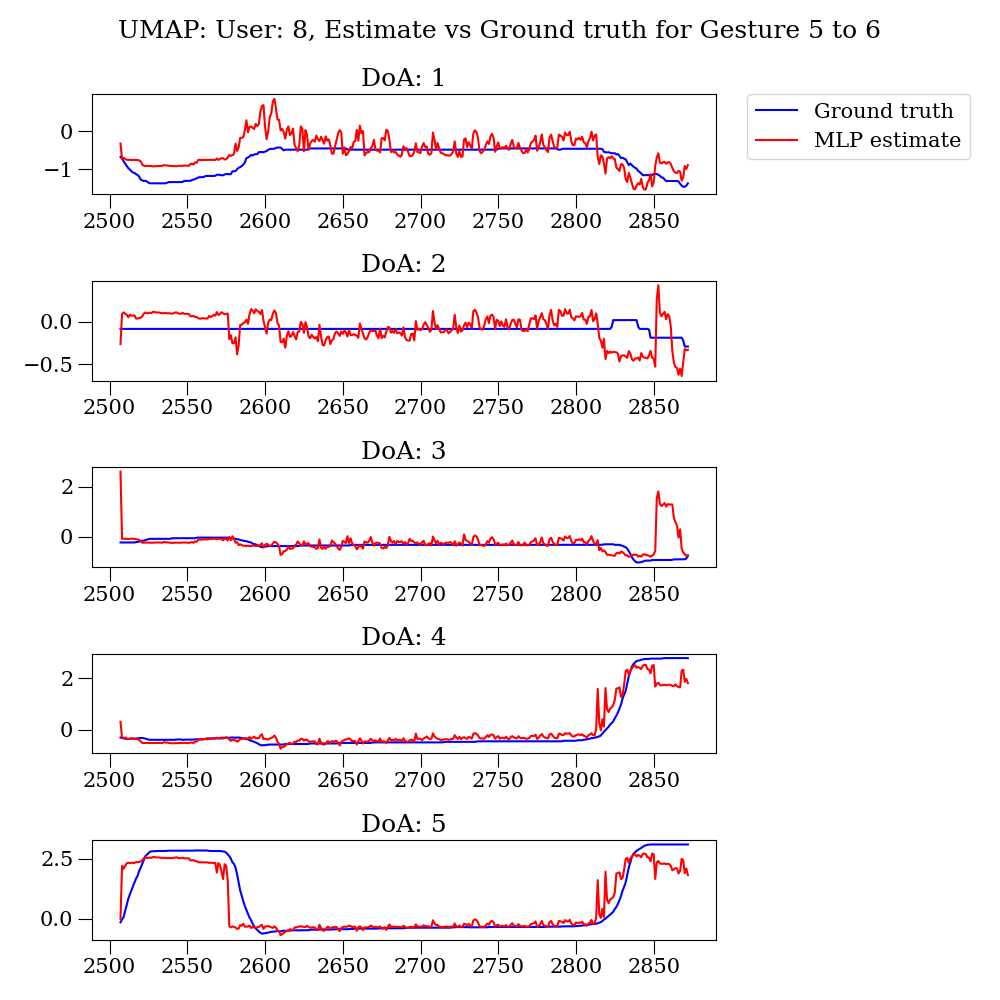 UMAP: User: 8, Estimate vs Ground truth for Gesture 5 to 6
DoA: 1
Ground truth
MLP estimate
0
−1
2500 2550 2600 2650 2700 2750 2800 2850
DoA: 2
0.0
−0.5
2500 2550 2600 2650 2700 2750 2800 2850
DoA: 3
2
0
2500 2550 2600 2650 2700 2750 2800 2850
DoA: 4
2
0
2500 2550 2600 2650 2700 2750 2800 2850
DoA: 5
2.5
0.0
2500 2550 2600 2650 2700 2750 2800 2850